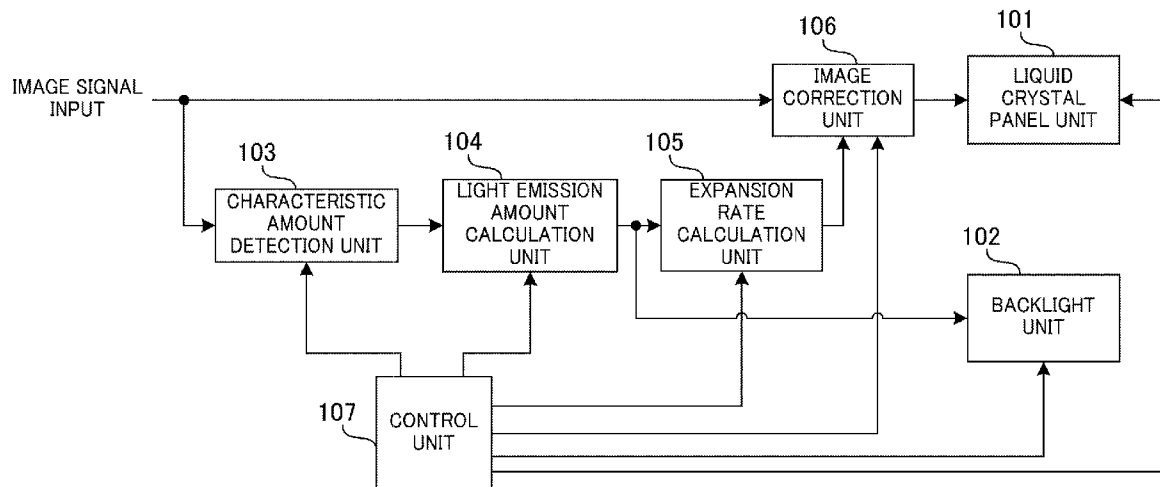 106
101
IMAGE SIGNAL
INPUT
IMAGE
CORRECTION
UNIT
LIQUID
CRYSTAL
PANEL UNIT
103
104
105
CHARACTERISTIC
AMOUNT
DETECTION UNIT
LIGHT EMISSION
AMOUNT
CALCULATION
UNIT
EXPANSION
RATE
CALCULATION
UNIT
102
BACKLIGHT
UNIT
107
CONTROL
UNIT